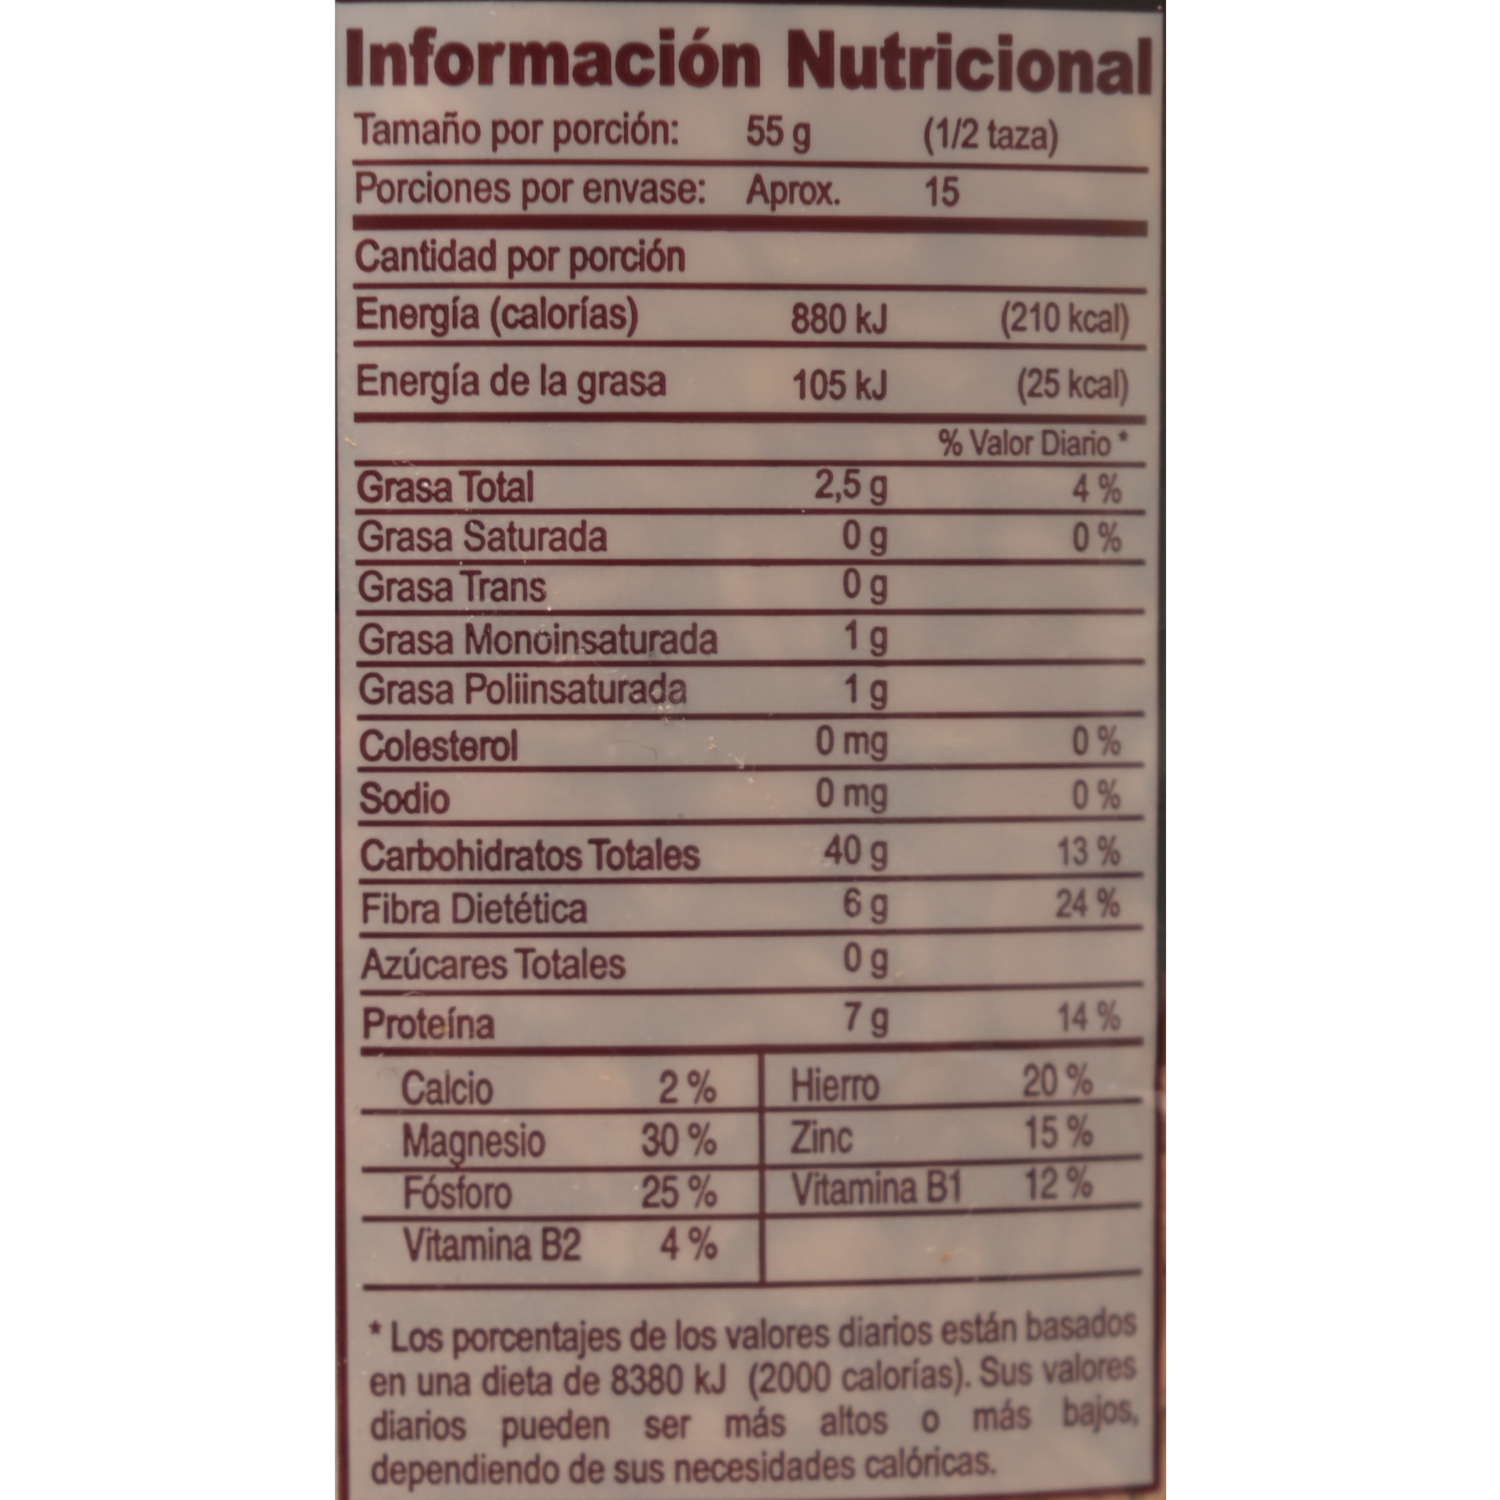 Información Nutricional
Tamaño por porción: 55 g (1/2 taza)
Porciones por envase: Aprox. 15
Cantidad por porción
Energía (calorías) 880 kJ (210 kcal)
Energía de la grasa 105 kJ (25 kcal)
% Valor Diario *
Grasa Total 2,5 g 4 %
Grasa Saturada 0 g 0 %
Grasa Trans 0 g
Grasa Monoinsaturada 1 g
Grasa Poliinsaturada 1 g
Colesterol 0 mg 0 %
Sodio 0 mg 0 %
Carbohidratos Totales 40 g 13 %
Fibra Dietética 6 g 24 %
Azúcares Totales 0 g
Proteína 7 g 14 %
Calcio 2 % Hierro 20 %
Magnesio 30 % Zinc 15 %
Fósforo 25 % Vitamina B1 12 %
Vitamina B2 4 %
* Los porcentajes de los valores diarios están basados
en una dieta de 8380 kJ (2000 calorías). Sus valores
diarios pueden ser más altos o más bajos,
dependiendo de sus necesidades calóricas.